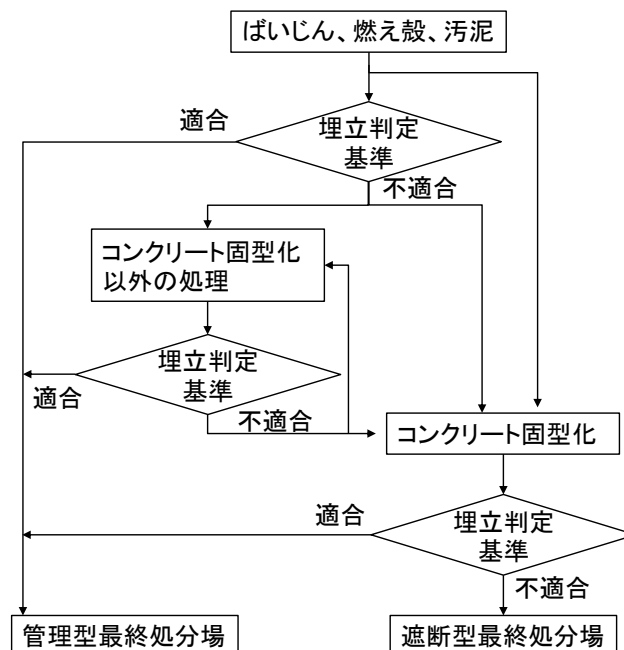 ばいじん、燃え殻、汚泥
適合
埋立判定
基準
不適合
コンクリート固型化
以外の処理
埋立判定
基準
適合
不適合
コンクリート固型化
適合
埋立判定
基準
不適合
管理型最終処分場
遮断型最終処分場